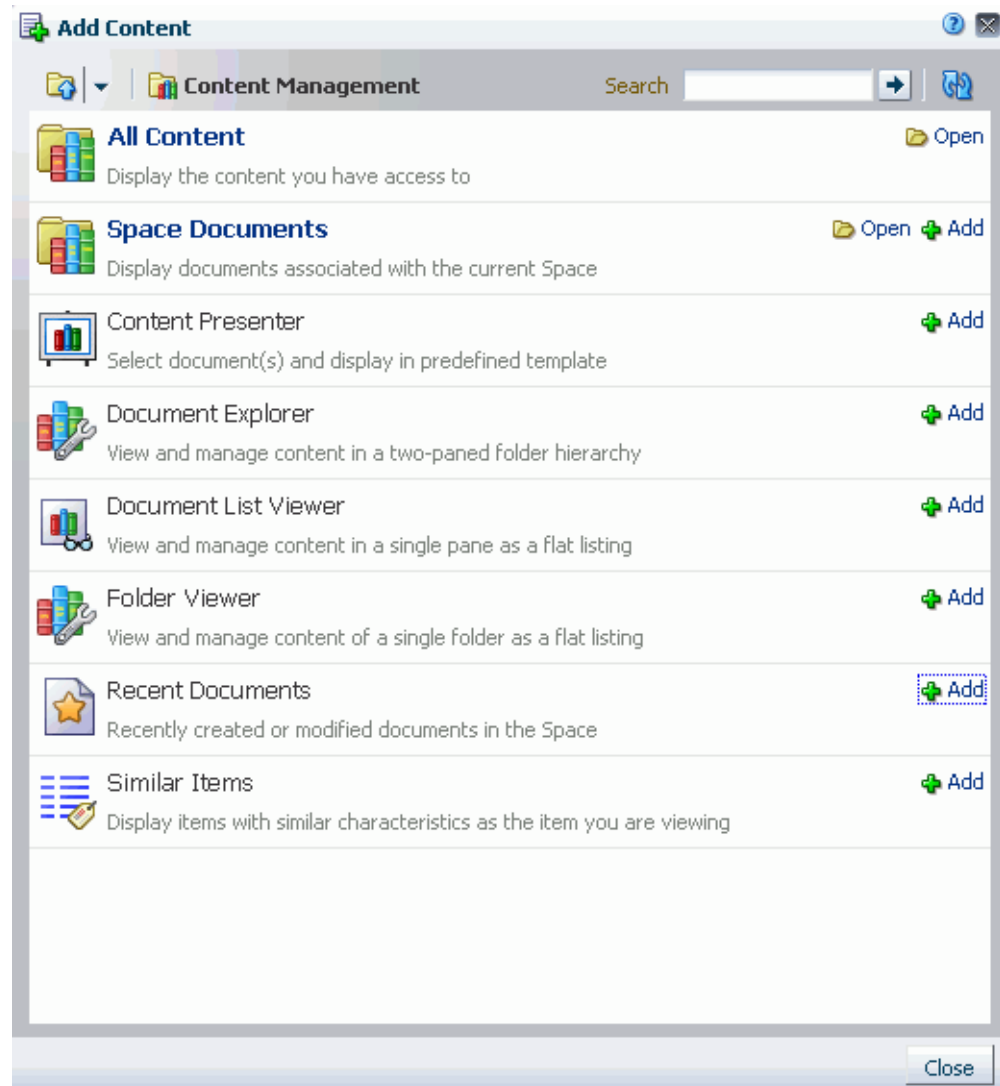 Add Content
Content Management Search
All Content Open
Display the content you have access to
Space Documents Open Add
Display documents associated with the current Space
Content Presenter Add
Select document(s) and display in predefined template
Document Explorer Add
View and manage content in a two-paned folder hierarchy
Document List Viewer Add
View and manage content in a single pane as a flat listing
Folder Viewer Add
View and manage content of a single folder as a flat listing
Recent Documents Add
Recently created or modified documents in the Space
Similar Items Add
Display items with similar characteristics as the item you are viewing
Close